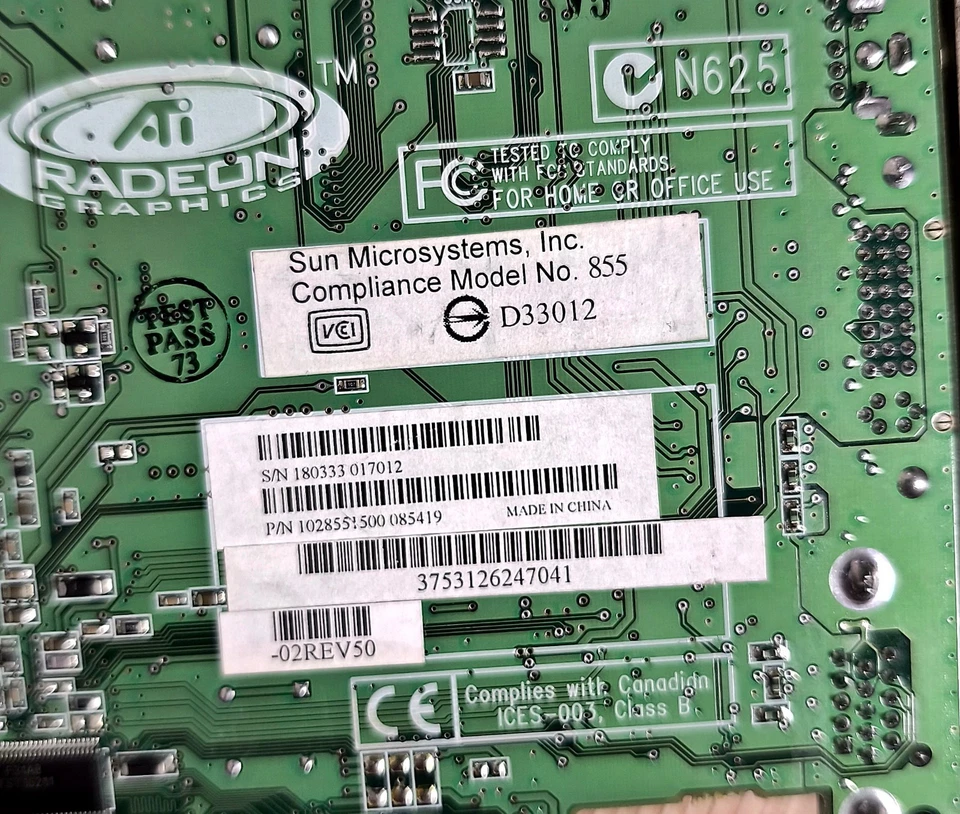 TM
ATi
RADEON
GRAPHICS
N625
FC
TESTED TO COMPLY
WITH FCC STANDARDS
FOR HOME OR OFFICE USE
Sun Microsystems, Inc.
Compliance Model No. 855
VCI
D33012
TEST
PASS
73
S/N 180333 017012
P/N 1028551500 085419
MADE IN CHINA
3753126247041
-02REV50
CE
Complies with Canadian
ICES-003, Class B